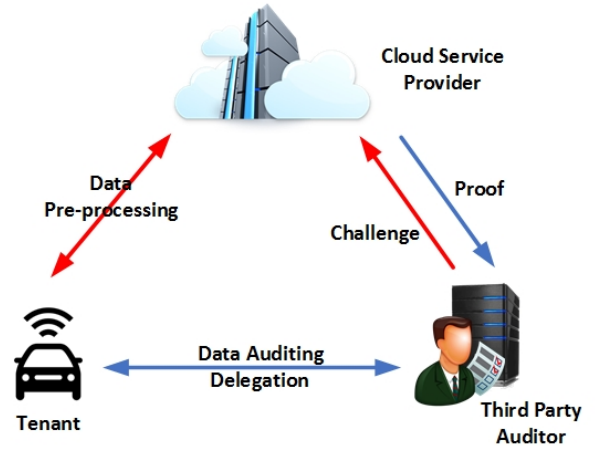 Cloud Service
Provider
Data
Pre-processing
Proof
Challenge
Data Auditing
Delegation
Tenant
Third Party
Auditor